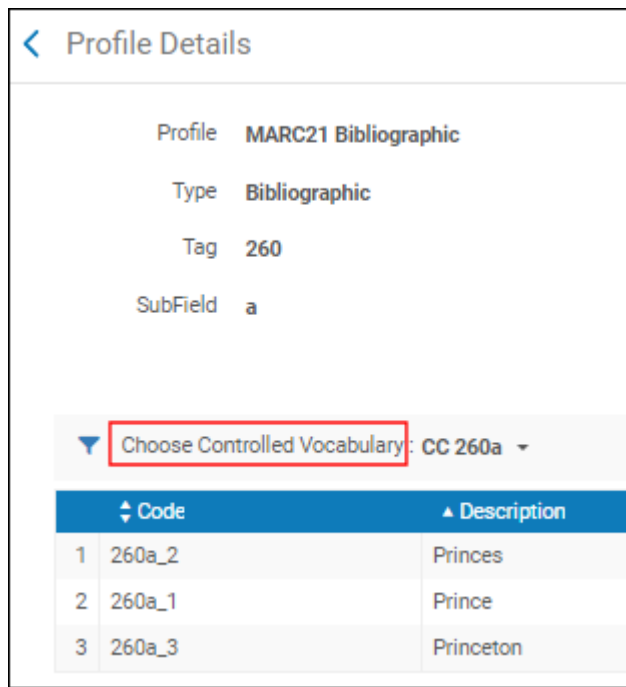 Profile Details
Profile MARC21 Bibliographic
Type Bibliographic
Tag 260
SubField a
Choose Controlled Vocabulary : CC 260a
Code Description
1 260a_2 Princes
2 260a_1 Prince
3 260a_3 Princeton